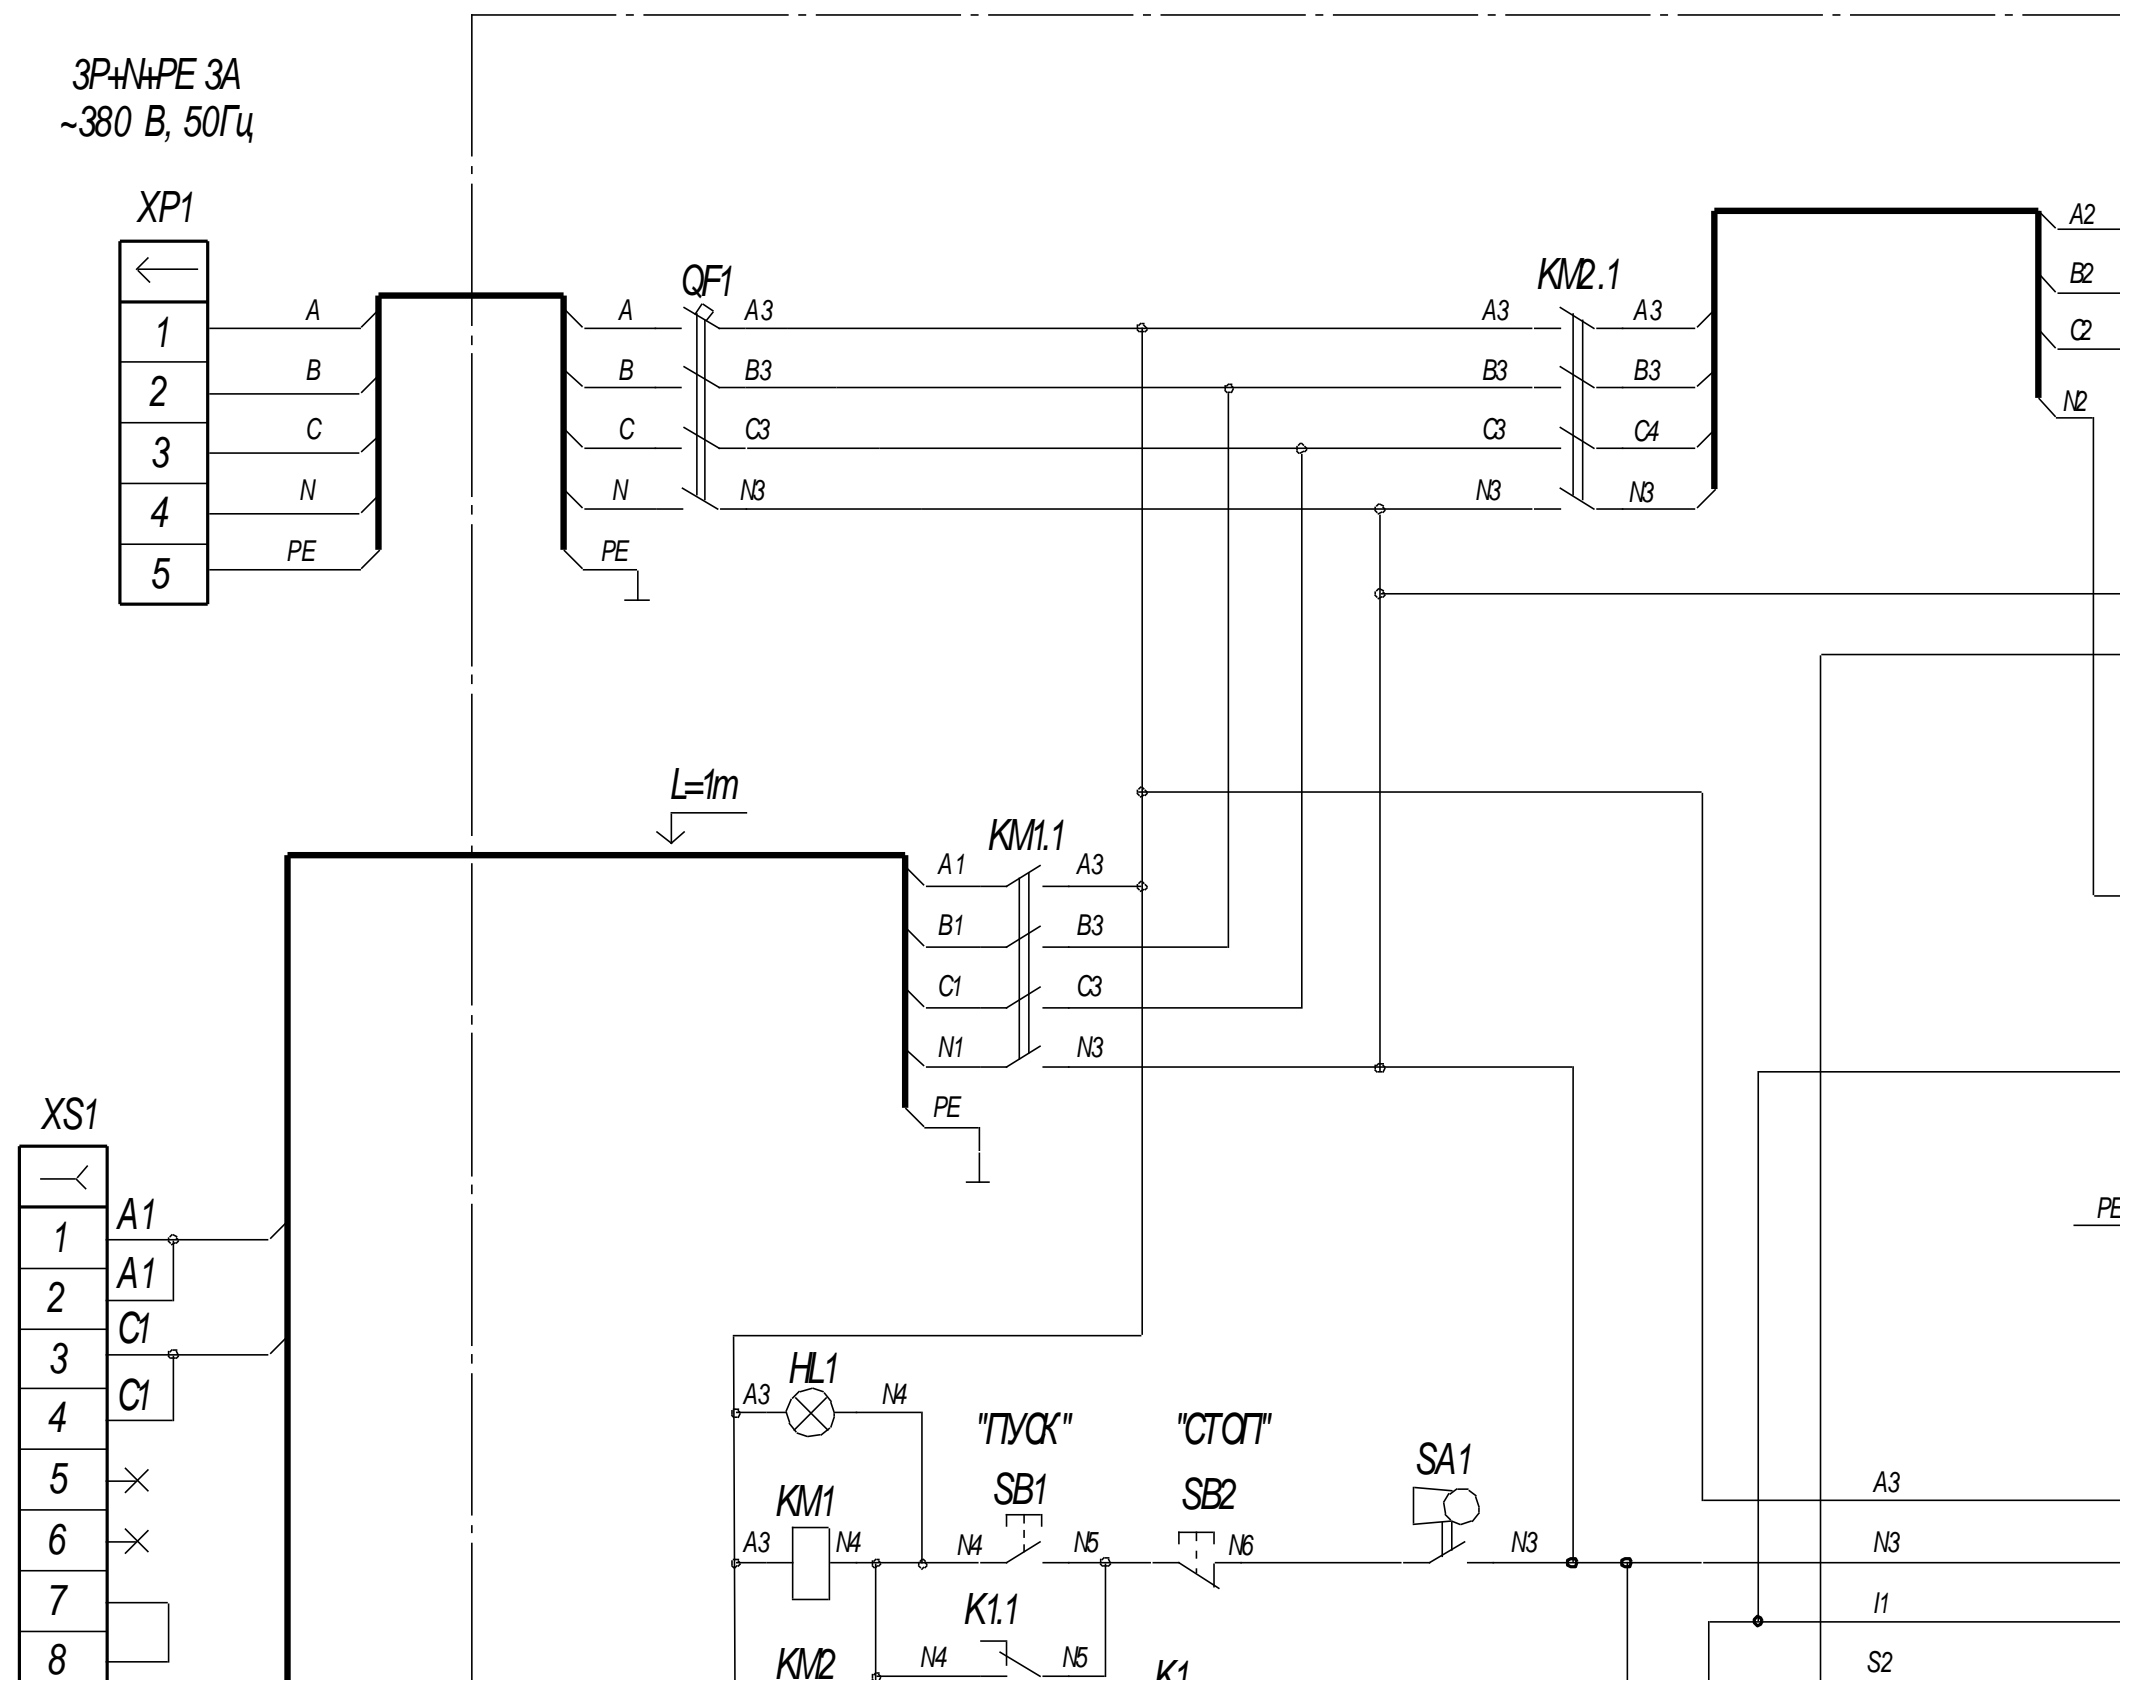 3P+N+PE 3A
~380 В, 50Гц
XP1
1
2
3
4
5
A
B
C
N
PE
A
B
C
N
PE
QF1
A3
B3
C3
N3
A3
B3
C3
N3
KM2.1
A3
B3
C4
N3
A2
B2
C2
N2
L=1m
KM1.1
A1
B1
C1
N1
PE
A3
B3
C3
N3
XS1
1
2
3
4
5
6
7
8
A1
A1
C1
C1
PE
HL1
A3
N4
"ПУСК"
"СТОП"
SB1
SB2
SA1
KM1
A3
N4
N4
N5
N6
N3
A3
N3
I1
S2
K1.1
KM2
N4
N5
K1